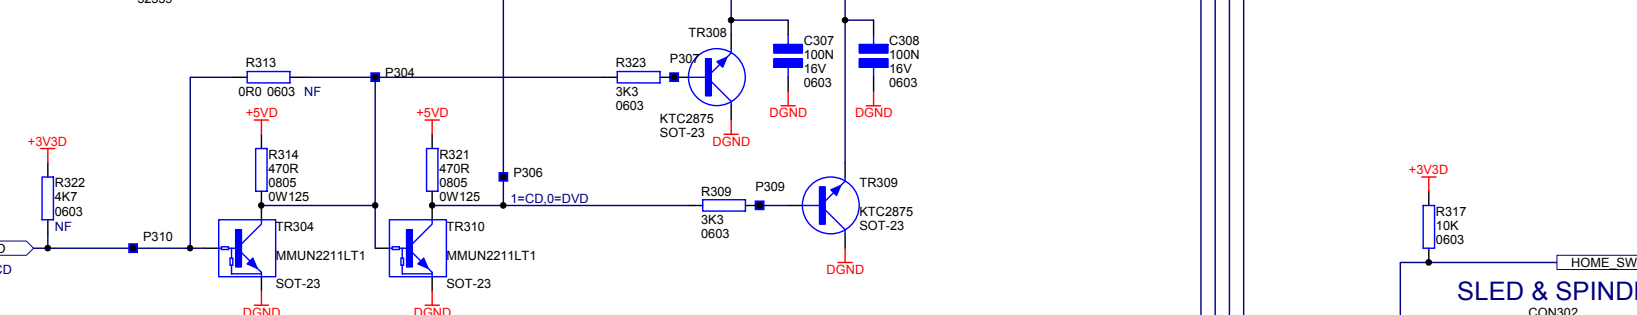 TR308
C307
100N
16V
0603
C308
100N
16V
0603
R313
0R0 0603 NF
P304
R323
3K3
0603
P307
KTC2875
SOT-23
DGND
DGND
DGND
+5VD
+5VD
+3V3D
R322
4K7
0603
NF
R314
470R
0805
0W125
R321
470R
0805
0W125
P306
1=CD,0=DVD
R309
3K3
0603
P309
TR309
KTC2875
SOT-23
DGND
+3V3D
R317
10K
0603
P310
TR304
MMUN2211LT1
SOT-23
DGND
TR310
MMUN2211LT1
SOT-23
DGND
CD
HOME_SW
SLED & SPINDL
CON302